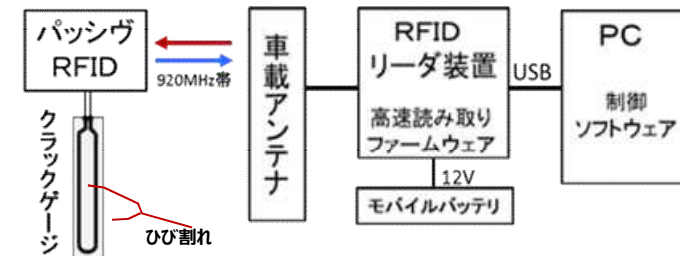 パッシヴ
RFID
920MHz帯
クラックゲージ
ひび割れ
車載アンテナ
RFID
リーダ装置
高速読み取り
ファームウェア
12V
モバイルバッテリ
USB
PC
制御
ソフトウェア